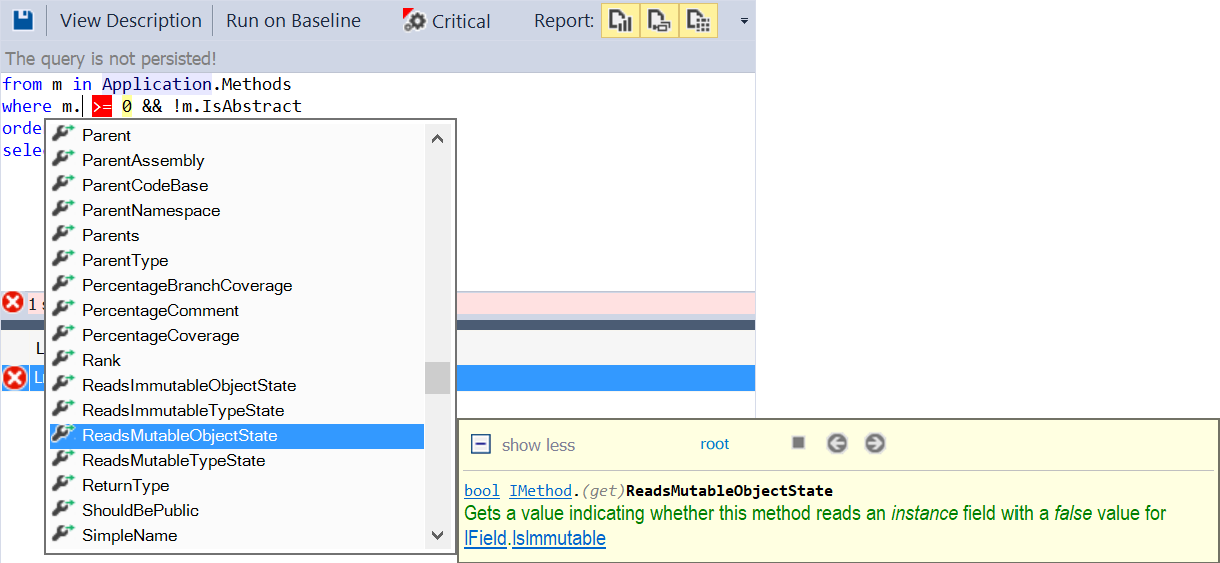 View Description Run on Baseline Critical Report:
The query is not persisted!
from m in Application.Methods
where m. >= 0 && !m.IsAbstract
orde
selec
Parent
ParentAssembly
ParentCodeBase
ParentNamespace
Parents
ParentType
PercentageBranchCoverage
1 s
PercentageComment
PercentageCoverage
L
Rank
L
ReadsImmutableObjectState
ReadsImmutableTypeState
ReadsMutableObjectState
ReadsMutableTypeState
ReturnType
ShouldBePublic
SimpleName
show less root
bool IMethod.(get)ReadsMutableObjectState
Gets a value indicating whether this method reads an instance field with a false value for
IField.IsImmutable